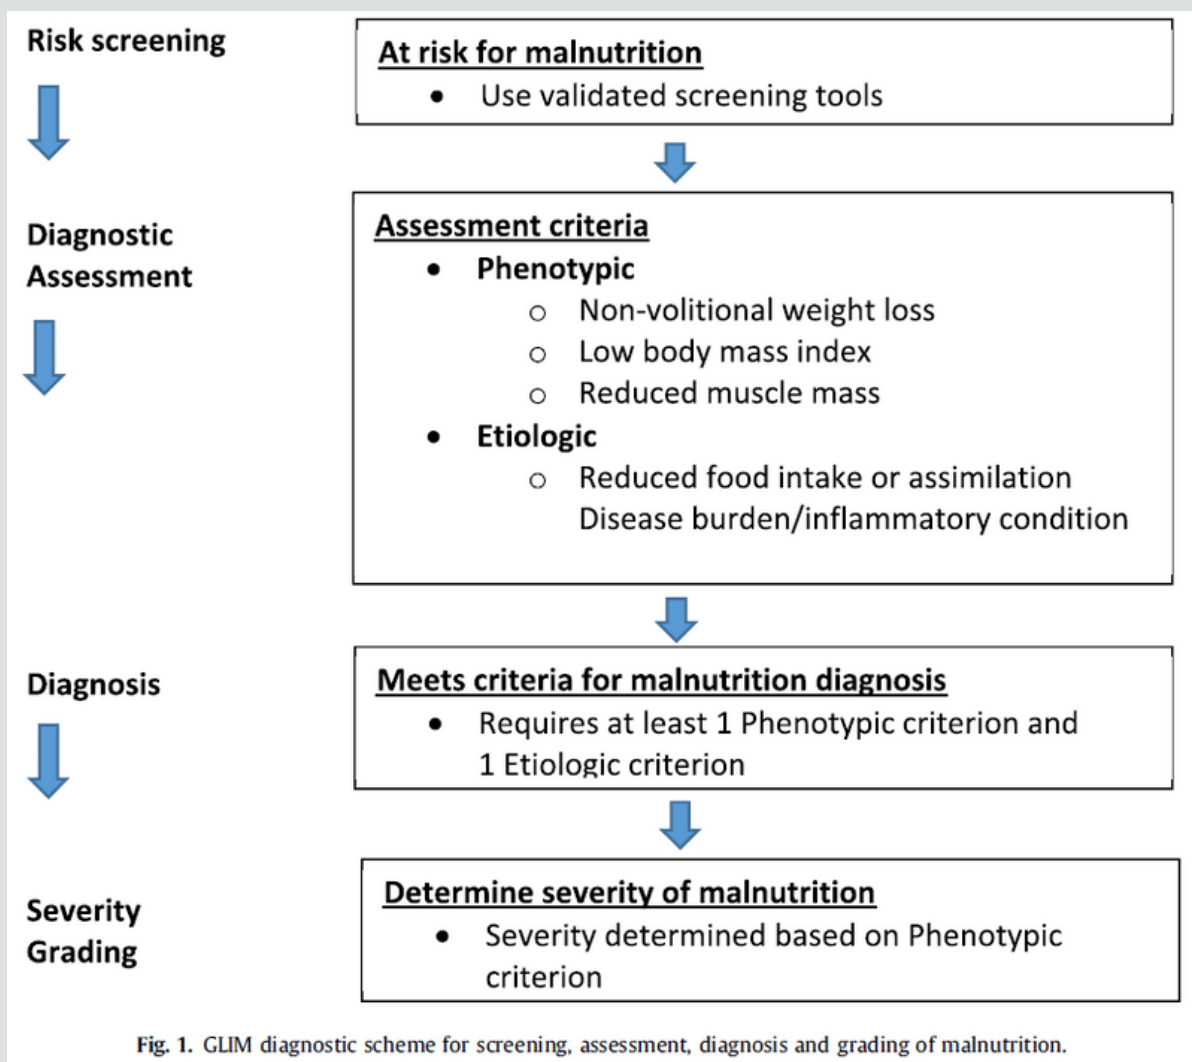 Risk screening
At risk for malnutrition
• Use validated screening tools
Diagnostic
Assessment
Assessment criteria
• Phenotypic
o Non-volitional weight loss
o Low body mass index
o Reduced muscle mass
• Etiologic
o Reduced food intake or assimilation
Disease burden/inflammatory condition
Diagnosis
Meets criteria for malnutrition diagnosis
• Requires at least 1 Phenotypic criterion and
1 Etiologic criterion
Severity
Grading
Determine severity of malnutrition
• Severity determined based on Phenotypic
criterion
Fig. 1. GLIM diagnostic scheme for screening, assessment, diagnosis and grading of malnutrition.